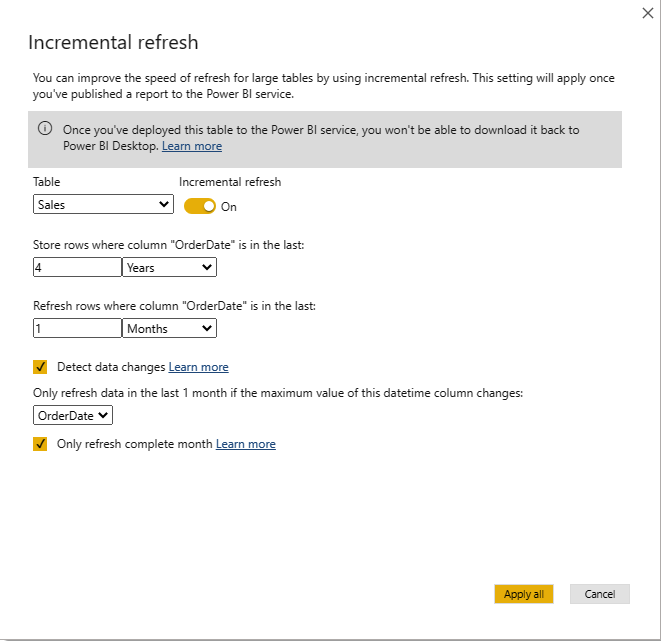 Incremental refresh
You can improve the speed of refresh for large tables by using incremental refresh. This setting will apply once
you've published a report to the Power BI service.
Once you've deployed this table to the Power BI service, you won't be able to download it back to
Power BI Desktop. Learn more
Table Incremental refresh
Sales On
Store rows where column "OrderDate" is in the last:
4 Years
Refresh rows where column "OrderDate" is in the last:
1 Months
Detect data changes Learn more
Only refresh data in the last 1 month if the maximum value of this datetime column changes:
OrderDate
Only refresh complete month Learn more
Apply all Cancel